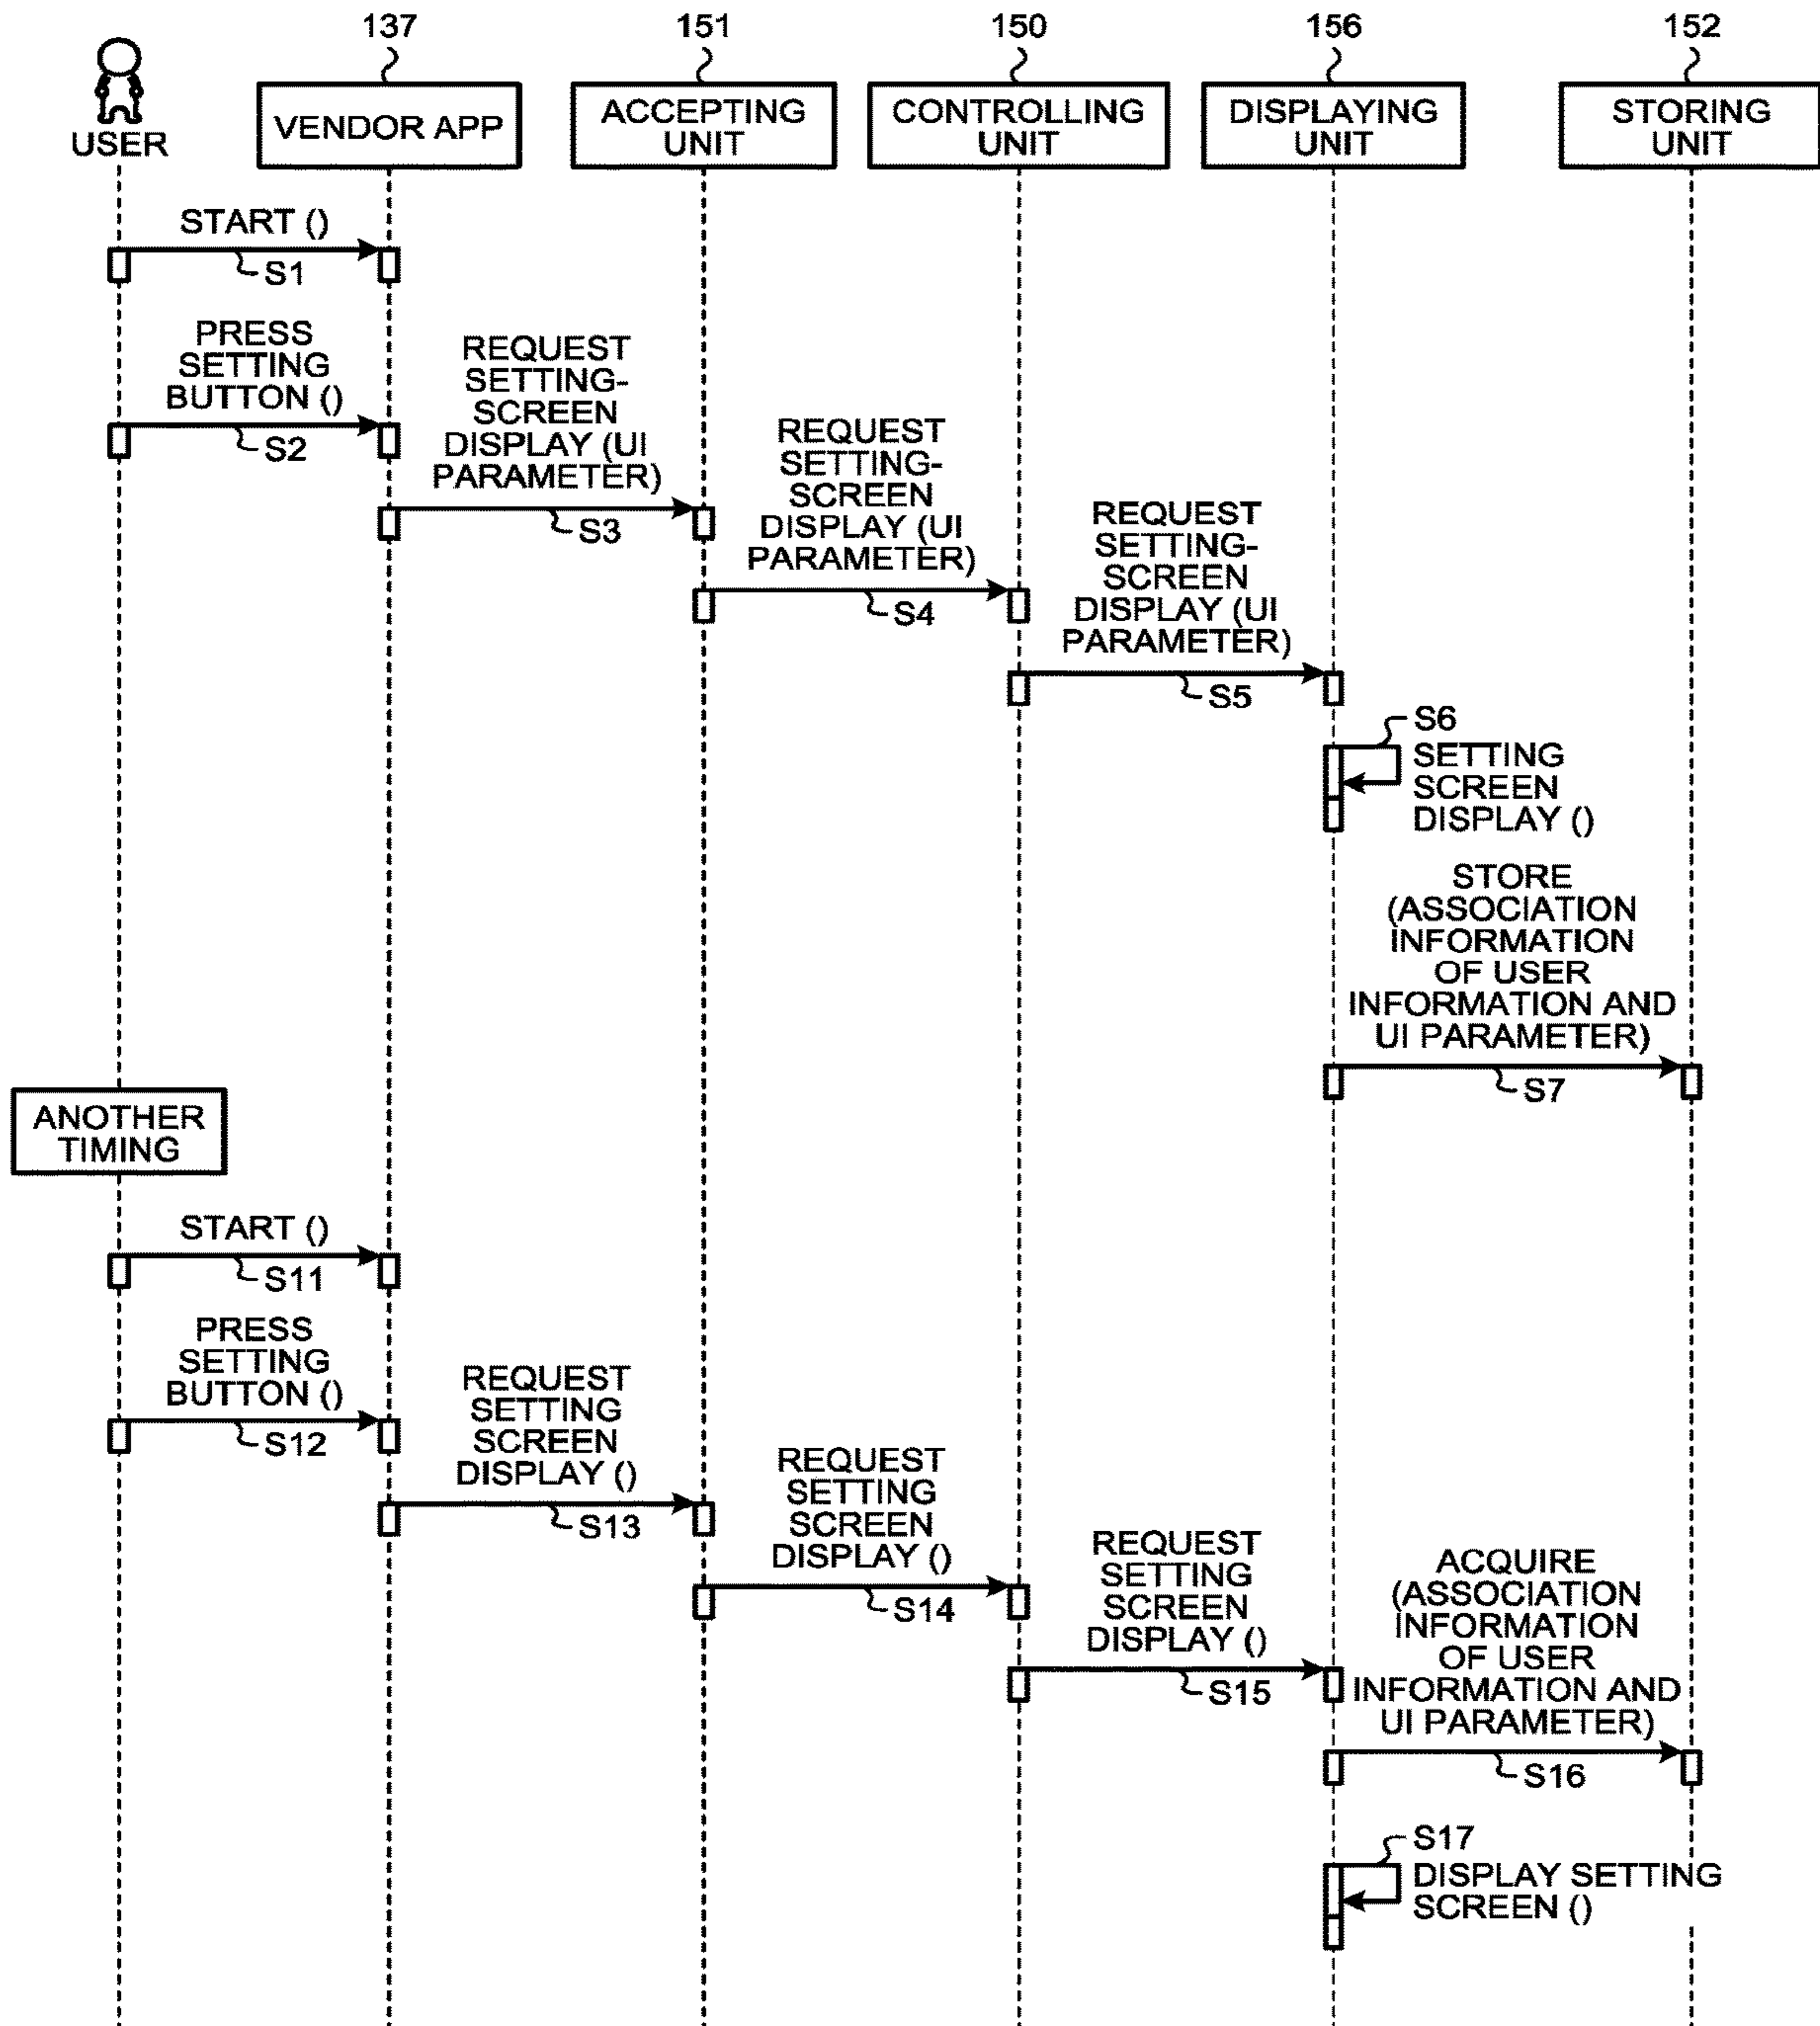 137
151
150
156
152
USER
VENDOR APP
ACCEPTING
UNIT
CONTROLLING
UNIT
DISPLAYING
UNIT
STORING
UNIT
START ()
S1
PRESS
SETTING
BUTTON ()
S2
REQUEST
SETTING-
SCREEN
DISPLAY (UI
PARAMETER)
S3
REQUEST
SETTING-
SCREEN
DISPLAY (UI
PARAMETER)
S4
REQUEST
SETTING-
SCREEN
DISPLAY (UI
PARAMETER)
S5
S6
SETTING
SCREEN
DISPLAY ()
STORE
(ASSOCIATION
INFORMATION
OF USER
INFORMATION AND
UI PARAMETER)
S7
ANOTHER
TIMING
START ()
S11
PRESS
SETTING
BUTTON ()
S12
REQUEST
SETTING
SCREEN
DISPLAY ()
S13
REQUEST
SETTING
SCREEN
DISPLAY ()
S14
REQUEST
SETTING
SCREEN
DISPLAY ()
S15
ACQUIRE
(ASSOCIATION
INFORMATION
OF USER
INFORMATION AND
UI PARAMETER)
S16
S17
DISPLAY SETTING
SCREEN ()